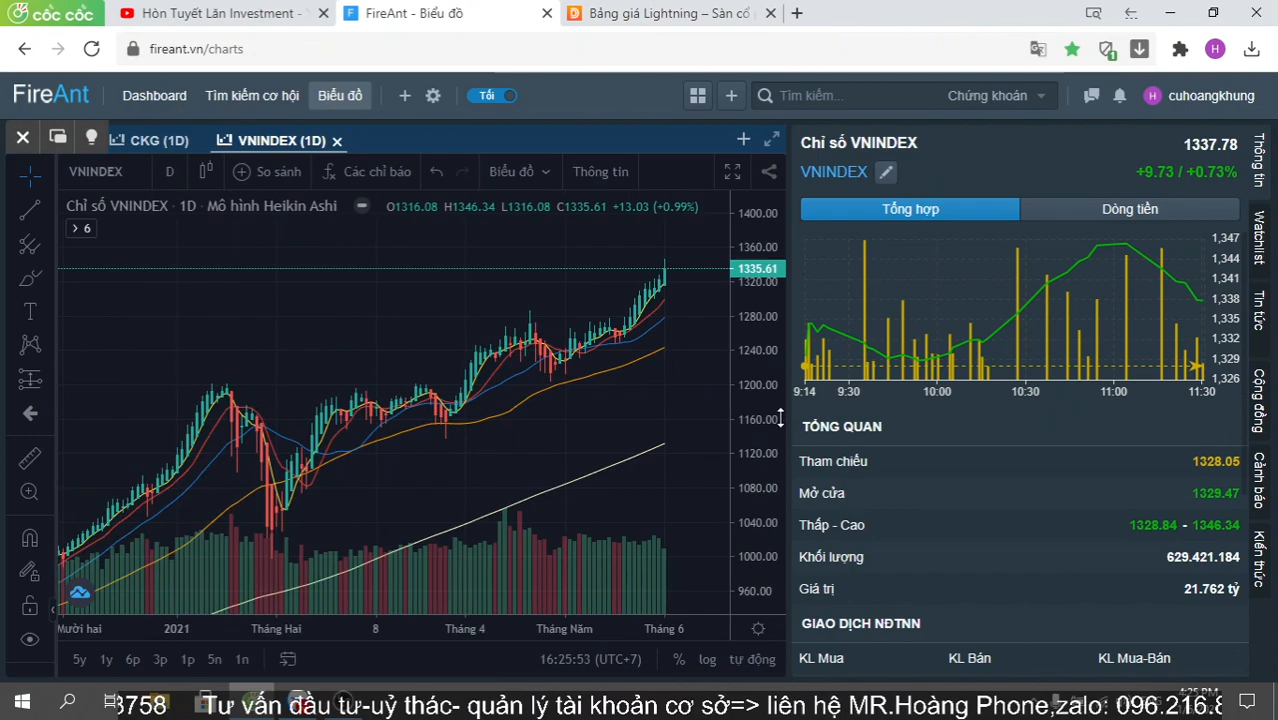 cốc cốc
Hòn Tuyết Lăn Investment -
FireAnt - Biểu đồ
Bảng giá Lightning – Sàn cổ
fireant.vn/charts
1
H
FireAnt
Dashboard
Tìm kiếm cơ hội
Biểu đồ
Tối
Tìm kiếm...
Chứng khoán
H
cuhoangkhung
CKG (1D)
VNINDEX (1D)
VNINDEX
D
So sánh
Các chỉ báo
Biểu đồ
Thông tin
Chỉ số VNINDEX · 1D · Mô hình Heikin Ashi
O1316.08 H1346.34 L1316.08 C1335.61 +13.03 (+0.99%)
6
1400.00
1360.00
1335.61
1320.00
1280.00
1240.00
1200.00
1160.00
1120.00
1080.00
1040.00
1000.00
960.00
Mười hai
2021
Tháng Hai
8
Tháng 4
Tháng Năm
Tháng 6
5y
1y
6p
3p
1p
5n
1n
16:25:53 (UTC+7)
%
log
tự động
Chỉ số VNINDEX
1337.78
VNINDEX
+9.73 / +0.73%
Tổng hợp
Dòng tiền
1,347
1,344
1,341
1,338
1,335
1,332
1,329
1,326
9:14
9:30
10:00
10:30
11:00
11:30
TỔNG QUAN
Tham chiếu
1328.05
Mở cửa
1329.47
Thấp - Cao
1328.84 - 1346.34
Khối lượng
629.421.184
Giá trị
21.762 tỷ
GIAO DỊCH NĐTNN
KL Mua
KL Bán
KL Mua-Bán
Thông tin
Watchlist
Tin tức
Cộng đồng
Cảnh báo
Kiến thức
4:25 PM
3758 Tư vấn đầu tư-uỷ thác- quản lý tài khoản cơ sở=> liên hệ MR.Hoàng Phone,zalo: 096.216.8